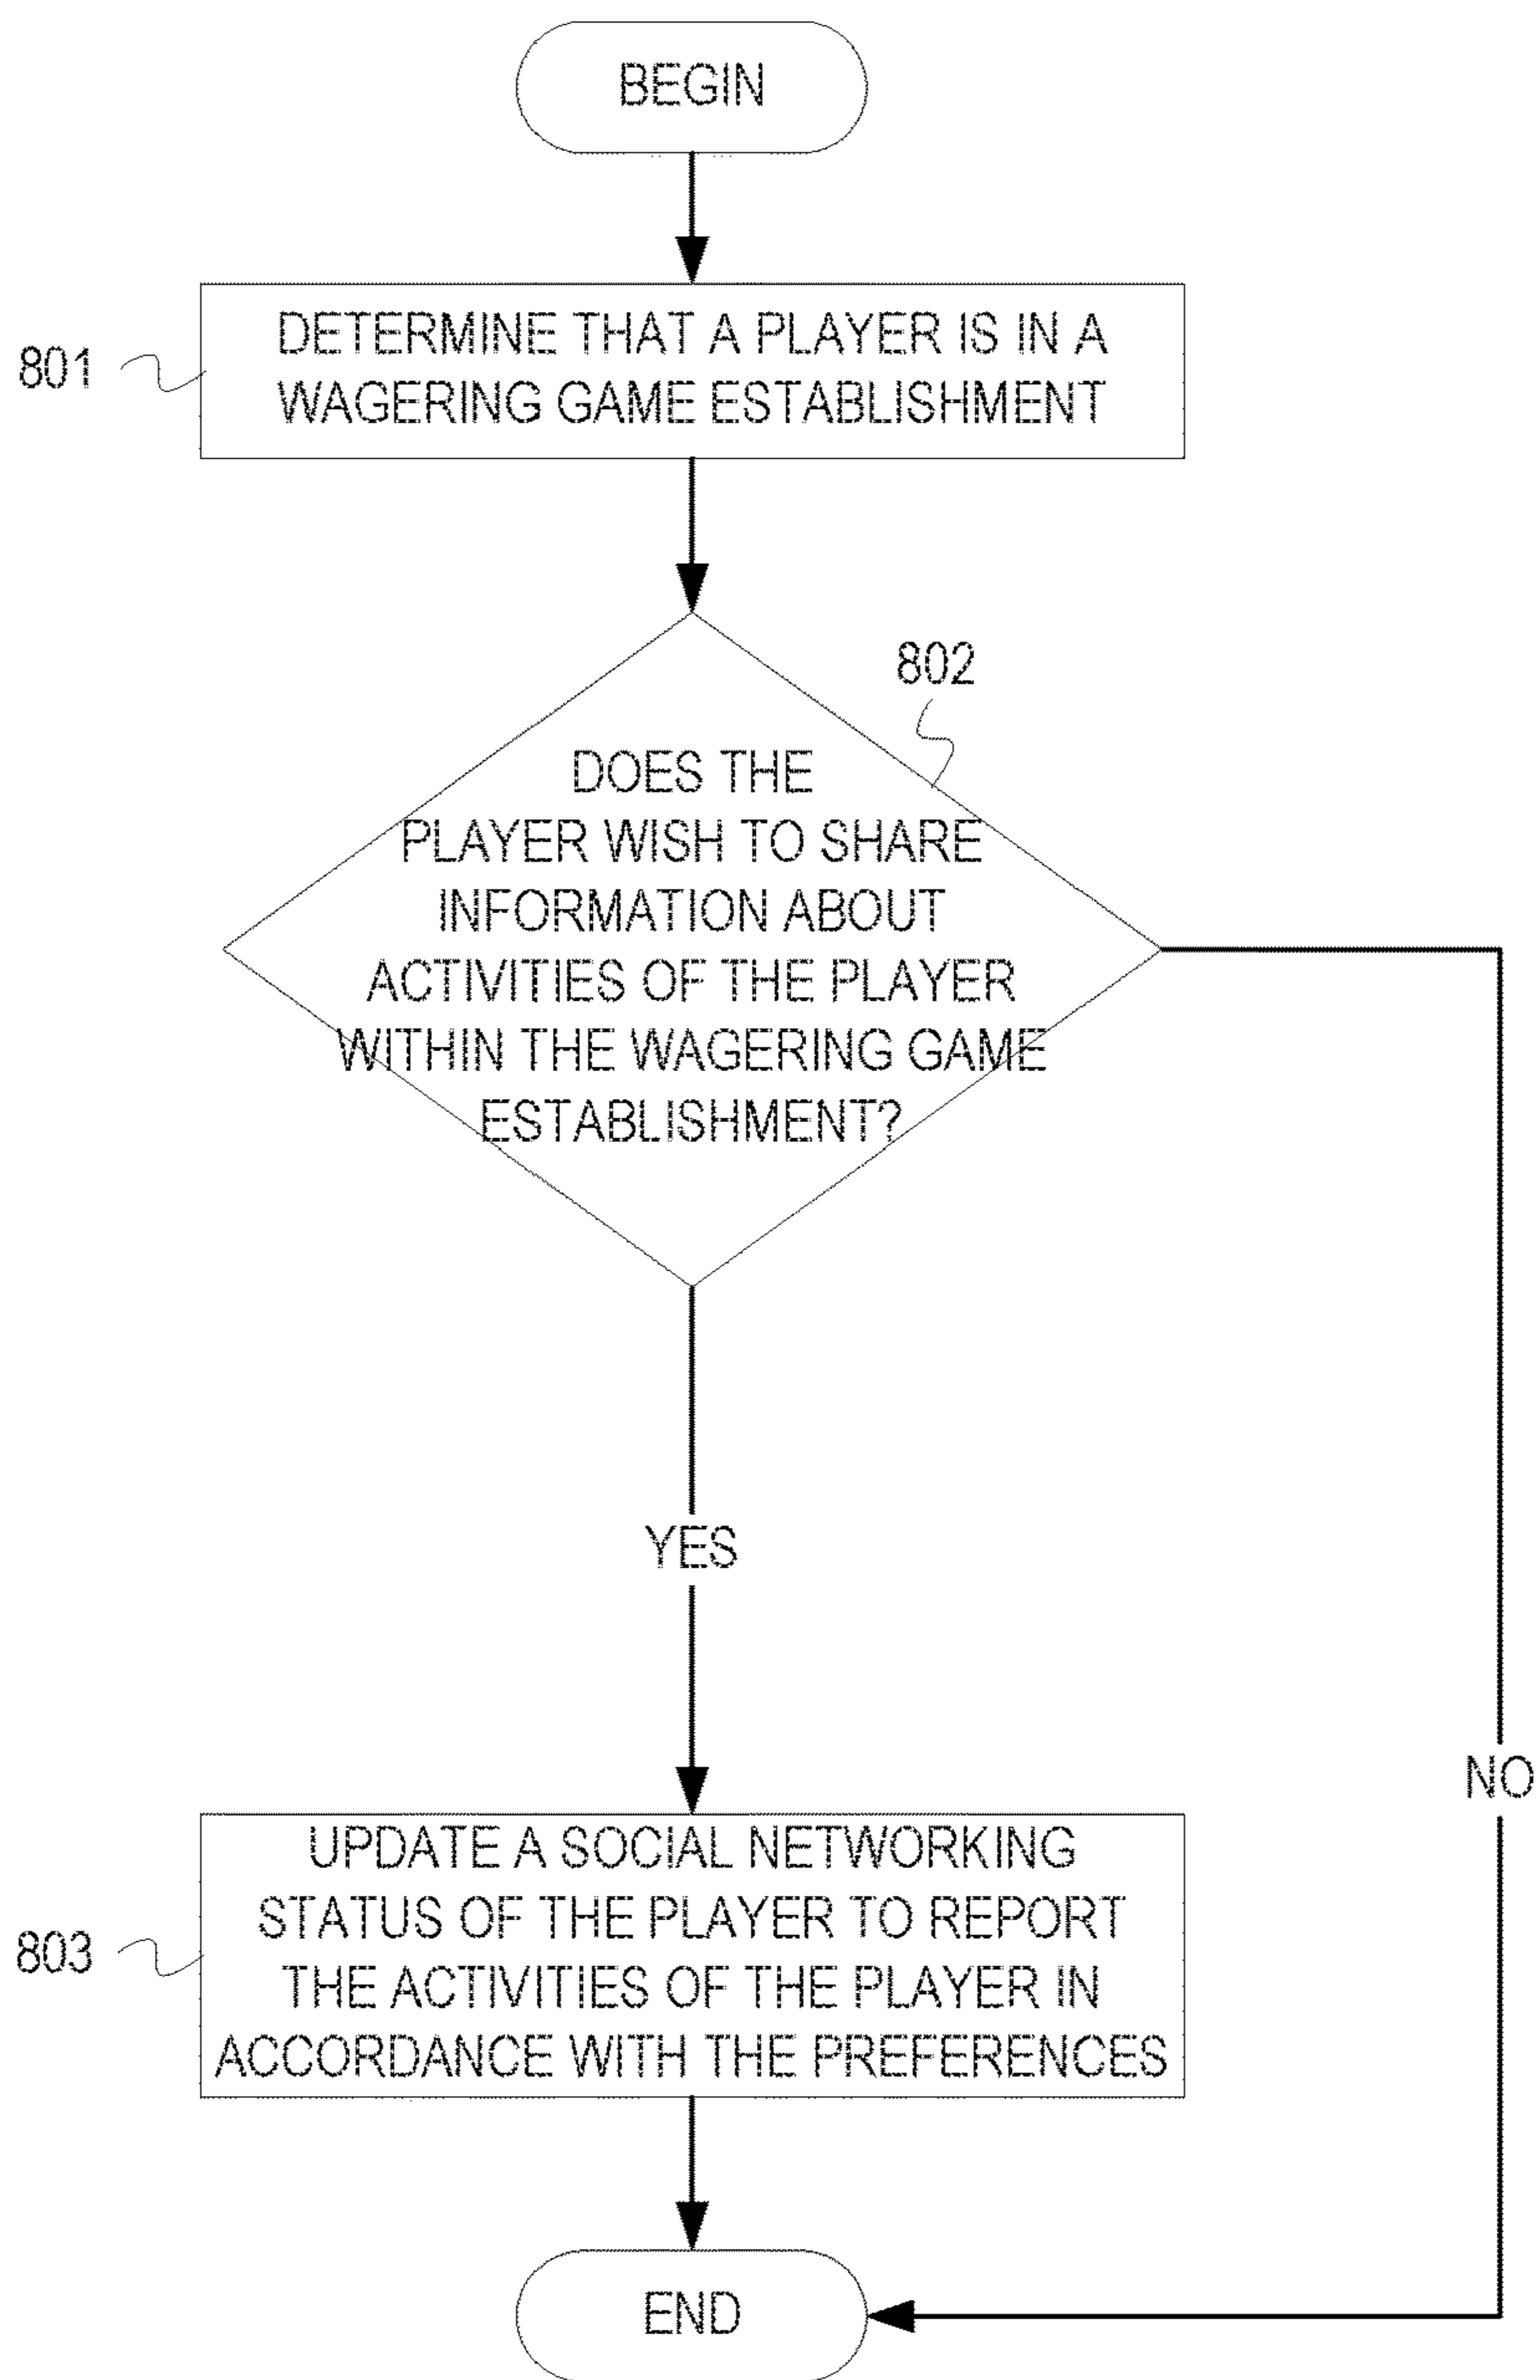 BEGIN
801
DETERMINE THAT A PLAYER IS IN A
WAGERING GAME ESTABLISHMENT
802
DOES THE
PLAYER WISH TO SHARE
INFORMATION ABOUT
ACTIVITIES OF THE PLAYER
WITHIN THE WAGERING GAME
ESTABLISHMENT?
YES
NO
803
UPDATE A SOCIAL NETWORKING
STATUS OF THE PLAYER TO REPORT
THE ACTIVITIES OF THE PLAYER IN
ACCORDANCE WITH THE PREFERENCES
END